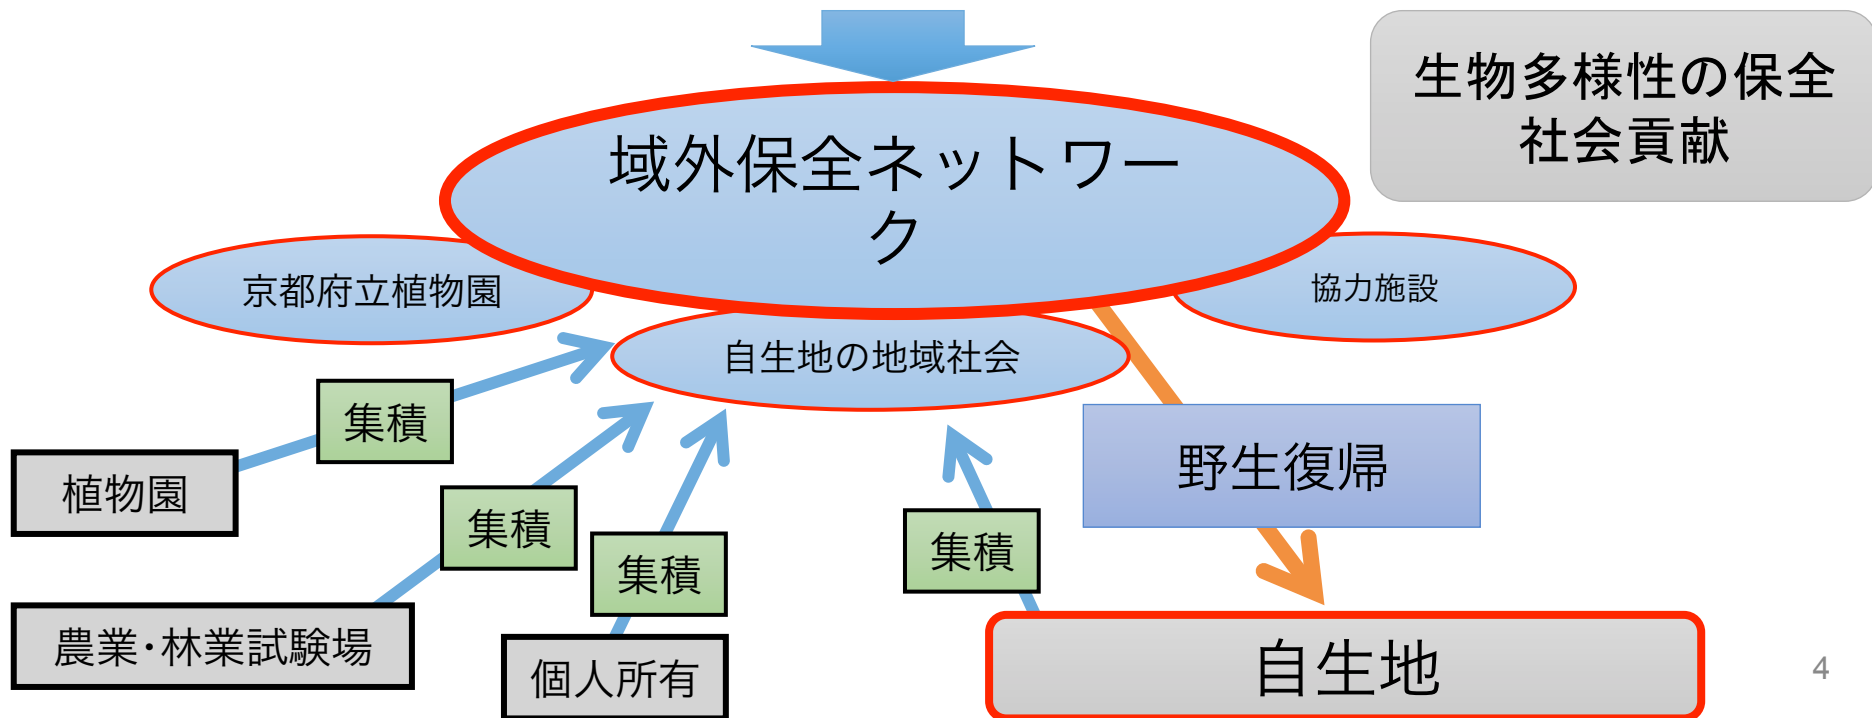 生物多様性の保全
社会貢献
域外保全ネットワー
ク
京都府立植物園
協力施設
自生地の地域社会
集積
植物園
集積
野生復帰
集積
集積
農業･林業試験場
個人所有
自生地
4